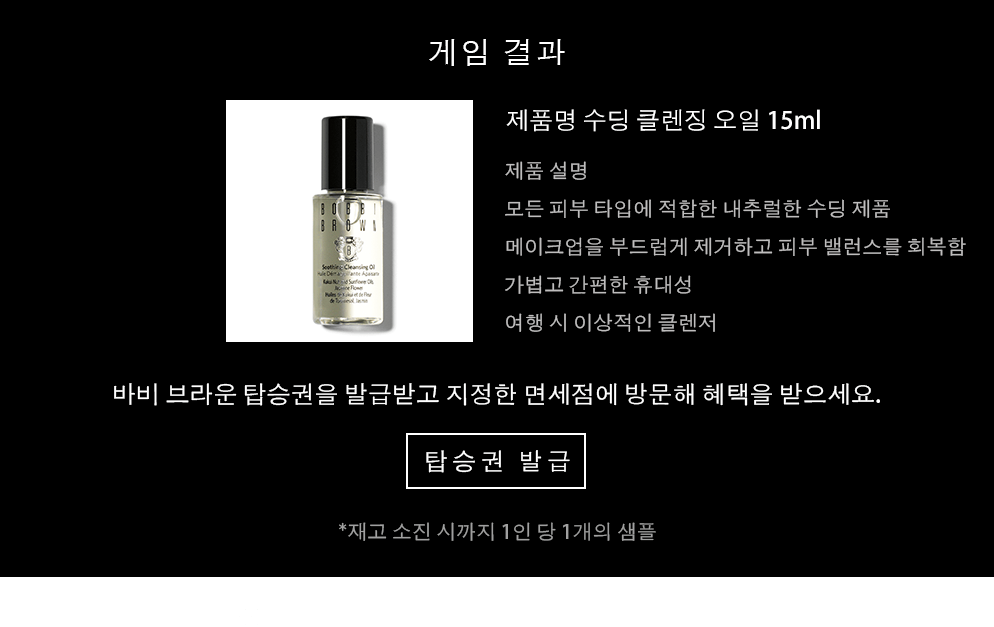 게임 결과
제품명 수딩 클렌징 오일 15ml
제품 설명
모든 피부 타입에 적합한 내추럴한 수딩 제품
메이크업을 부드럽게 제거하고 피부 밸런스를 회복함
가볍고 간편한 휴대성
여행 시 이상적인 클렌저
BOBBI
BROWN
Soothing Cleansing Oil
Huile Démaquillante Apaisante
Kukui Nut and Sunflower Oils,
Jasmine Flower
Huiles de Kukui et de Fleur
de Tournesol, Jasmin
바비 브라운 탑승권을 발급받고 지정한 면세점에 방문해 혜택을 받으세요.
탑승권 발급
*재고 소진 시까지 1인 당 1개의 샘플